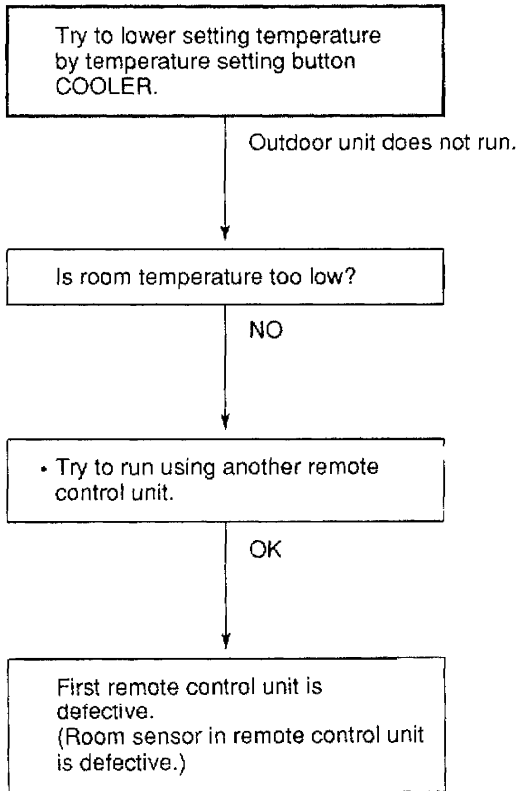 Try to lower setting temperature
by temperature setting button
COOLER.
Outdoor unit does not run.
Is room temperature too low?
NO
• Try to run using another remote
control unit.
OK
First remote control unit is
defective.
(Room sensor in remote control unit
is defective.)